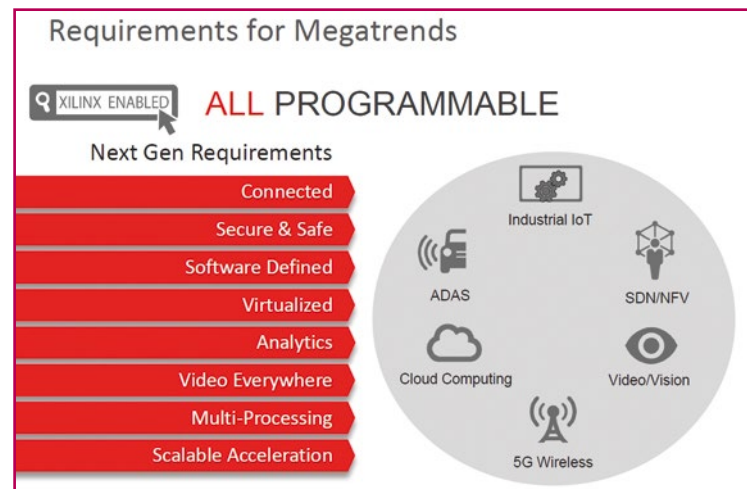 Requirements for Megatrends
XILINX ENABLED
ALL PROGRAMMABLE
Next Gen Requirements
Connected
Secure & Safe
Software Defined
Virtualized
Analytics
Video Everywhere
Multi-Processing
Scalable Acceleration
Industrial IoT
ADAS
SDN/NFV
Cloud Computing
Video/Vision
5G Wireless